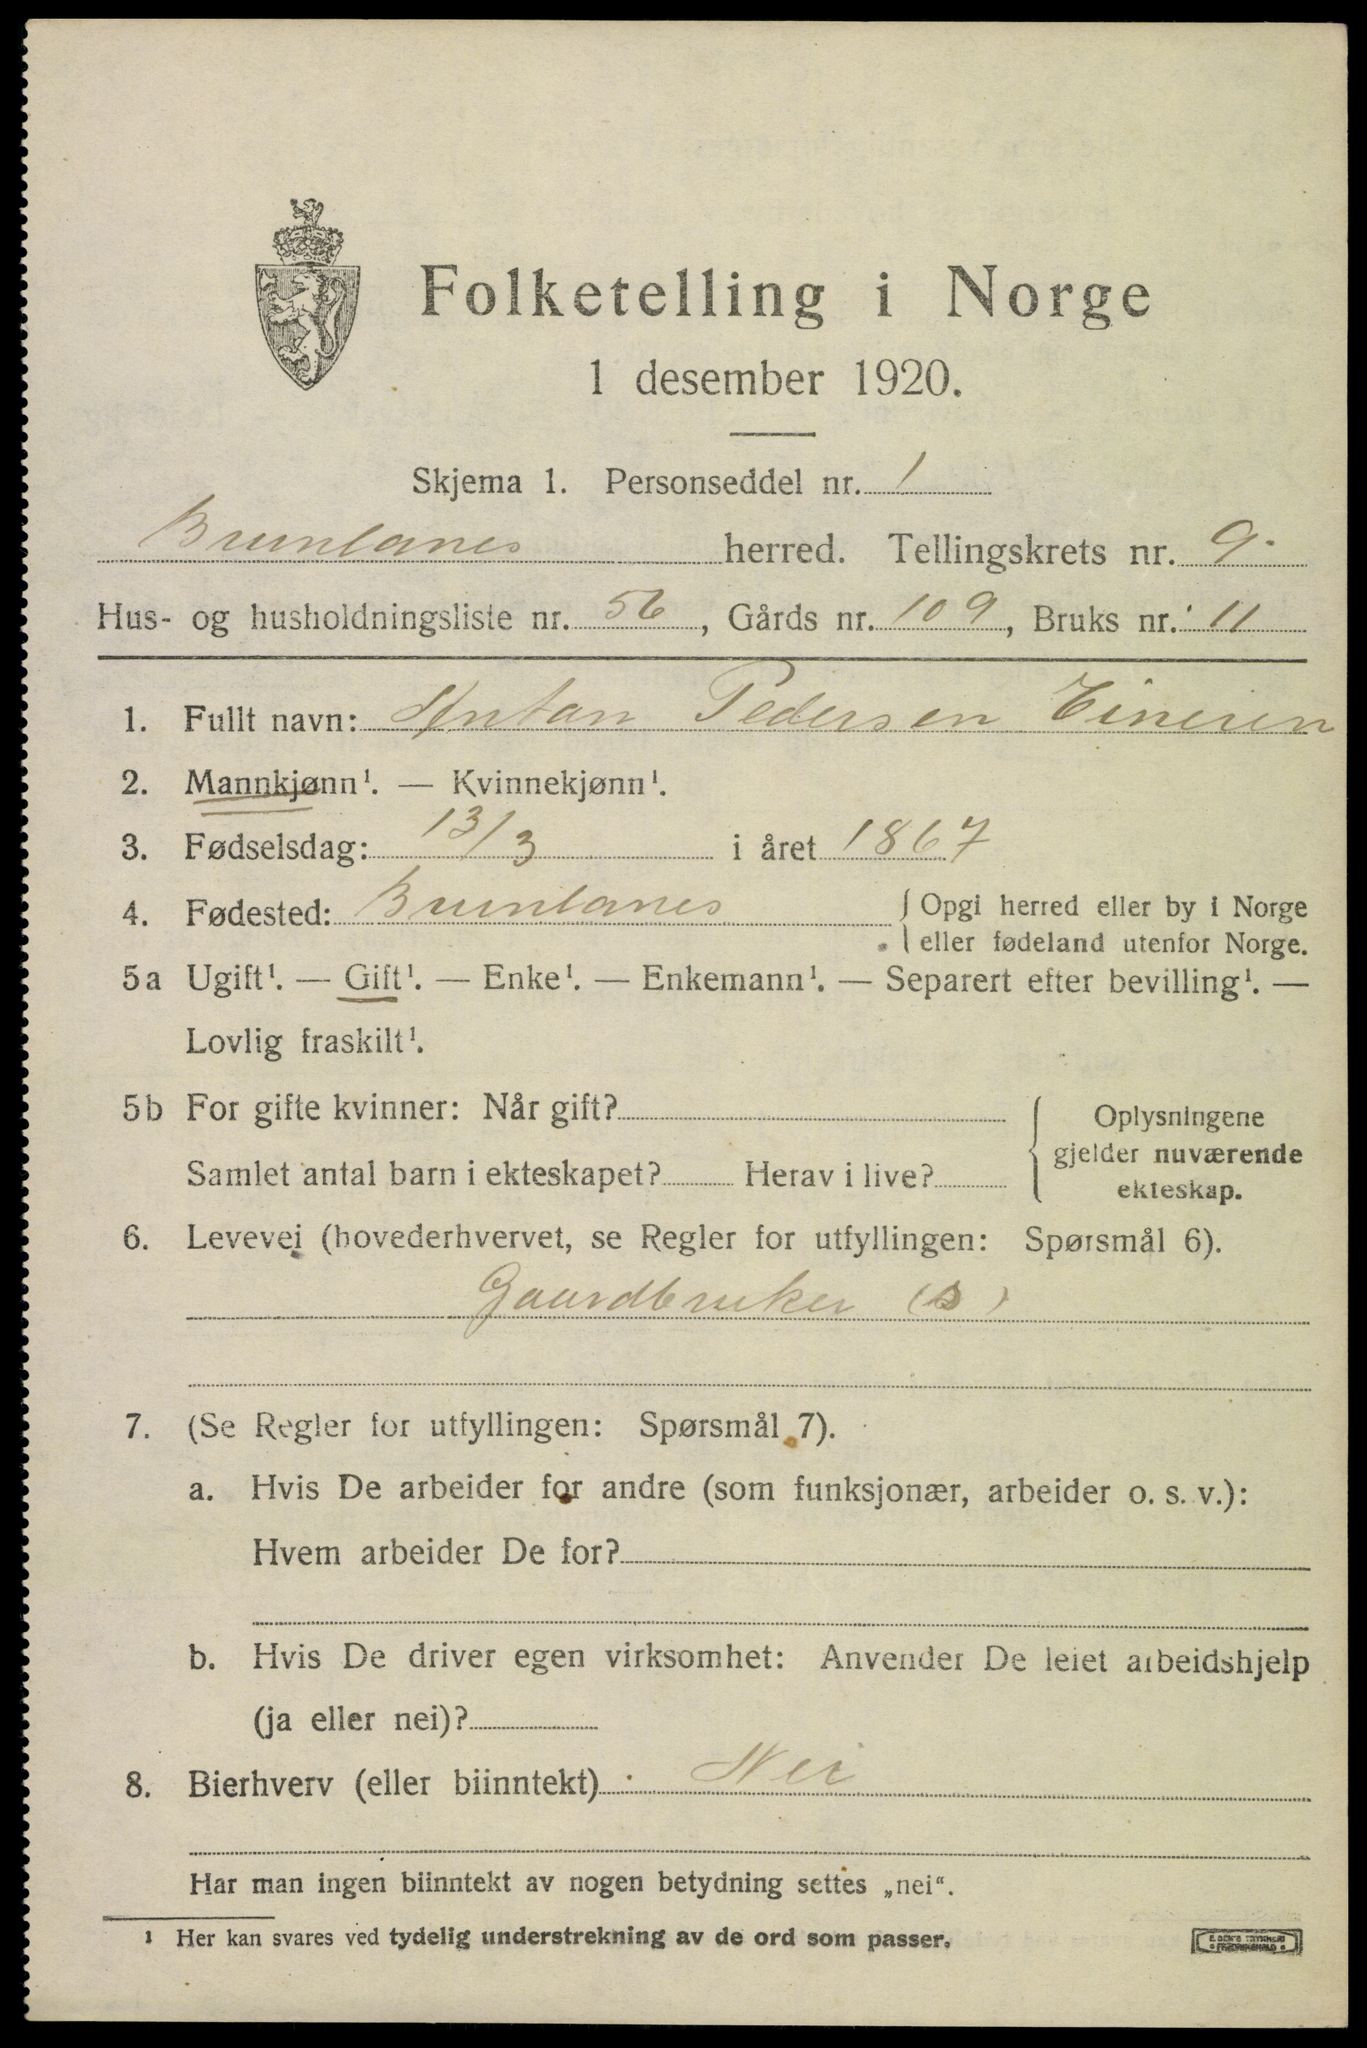 Folketelling i Norge
1 desember 1920.
Skjema 1. Personseddel nr. 1
Brunlanes herred. Tellingskrets nr. 9.
Hus- og husholdningsliste nr. 56, Gårds nr. 109, Bruks nr. 11
1. Fullt navn: Anton Pedersen
2. Mannkjønn¹. — Kvinnekjønn¹.
3. Fødselsdag: 13/3 i året 1867
4. Fødested: Brunlanes { Opgi herred eller by i Norge
eller fødeland utenfor Norge.
5a Ugift¹. — Gift¹. — Enke¹. — Enkemann¹. — Separert efter bevilling¹. —
Lovlig fraskilt¹.
5b For gifte kvinner: Når gift?
Samlet antal barn i ekteskapet? Herav i live?
{ Oplysningene
gjelder nuværende
ekteskap.
6. Levevei (hovederhvervet, se Regler for utfyllingen: Spørsmål 6).
Gaardbruker (s)
7. (Se Regler for utfyllingen: Spørsmål 7).
a. Hvis De arbeider for andre (som funksjonær, arbeider o. s. v.):
Hvem arbeider De for?
b. Hvis De driver egen virksomhet: Anvender De leiet arbeidshjelp
(ja eller nei)?
8. Bierhverv (eller biinntekt) Nei
Har man ingen biinntekt av nogen betydning settes „nei“.
¹ Her kan svares ved tydelig understrekning av de ord som passer.